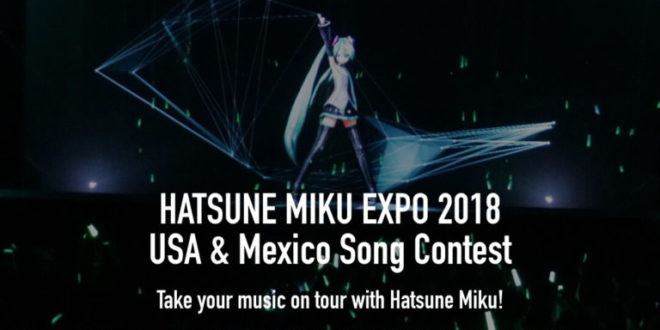 HATSUNE MIKU EXPO 2018
USA & Mexico Song Contest
Take your music on tour with Hatsune Miku!